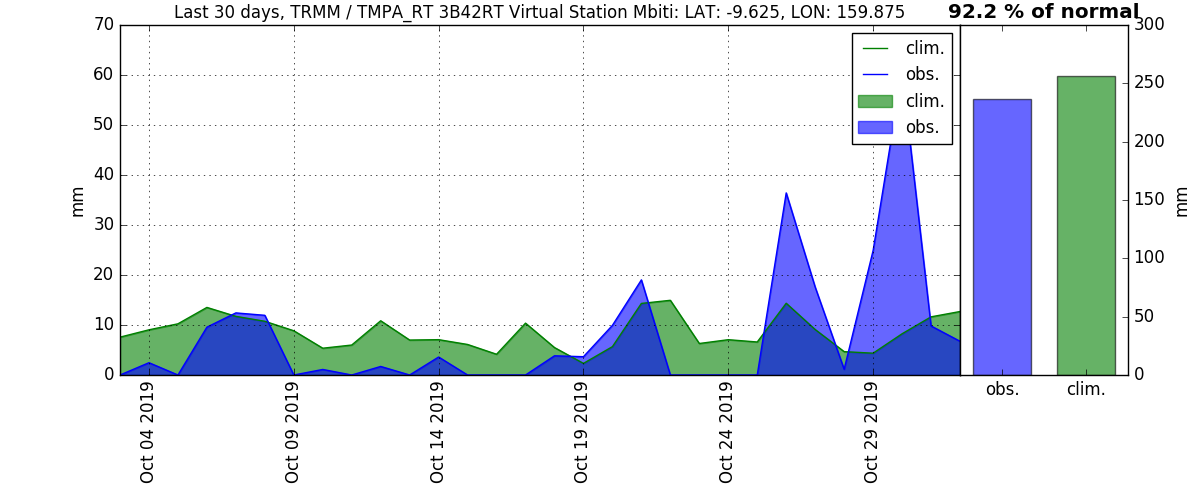 Last 30 days, TRMM / TMPA_RT 3B42RT Virtual Station Mbiti: LAT: -9.625, LON: 159.875
92.2 % of normal
70
60
50
40
30
20
10
0
mm
clim.
obs.
clim.
obs.
Oct 04 2019
Oct 09 2019
Oct 14 2019
Oct 19 2019
Oct 24 2019
Oct 29 2019
300
250
200
150
100
50
0
mm
obs.
clim.